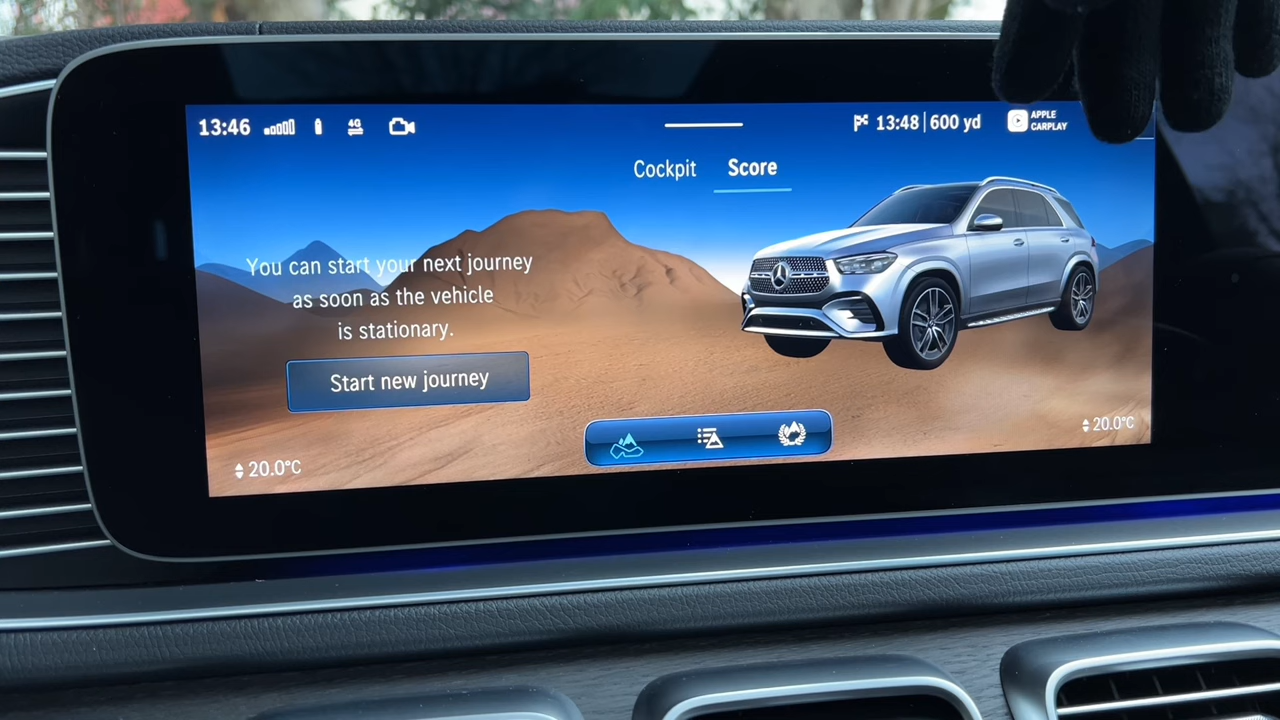 13:46 4G 13:48 | 600 yd APPLE
CARPLAY
Cockpit Score
You can start your next journey
as soon as the vehicle
is stationary.
Start new journey
20.0°C 20.0°C